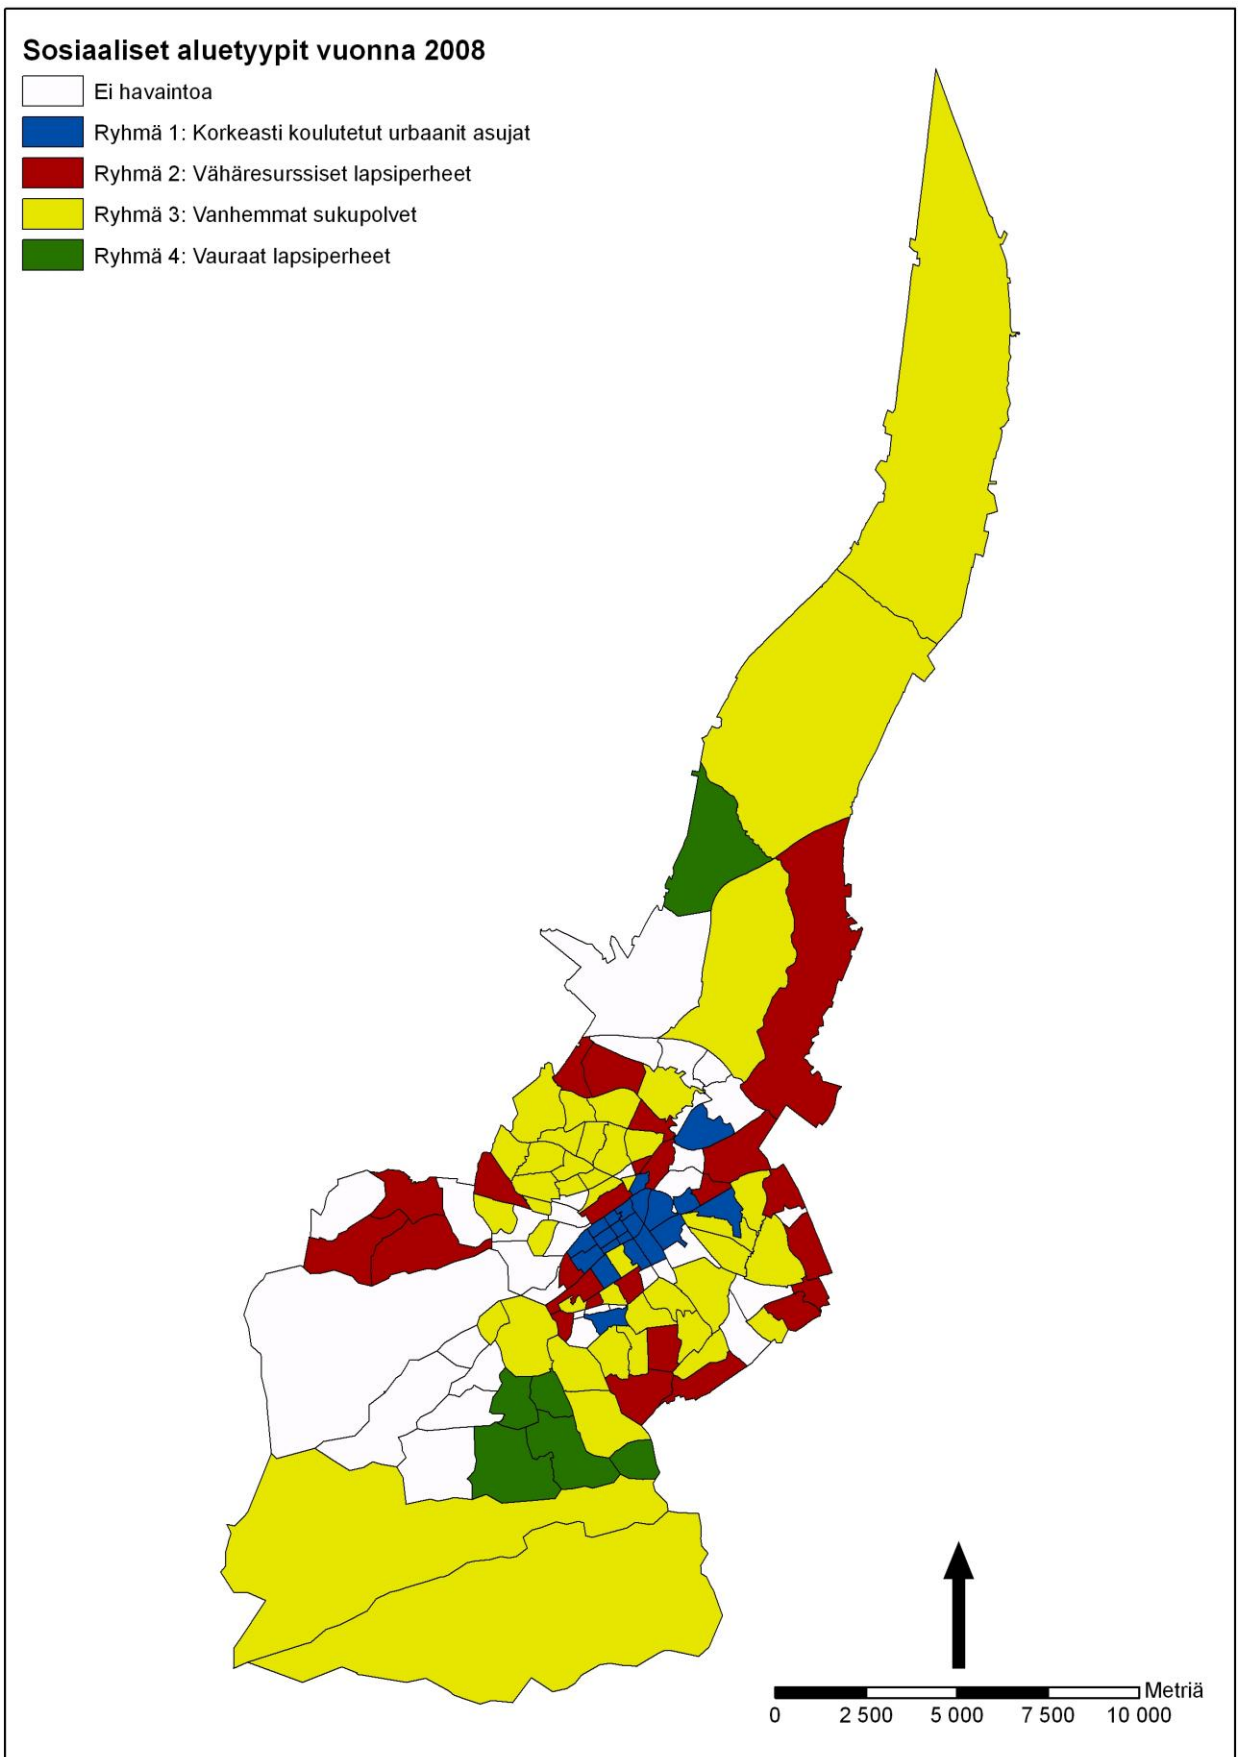 Sosiaaliset aluetyypit vuonna 2008
Ei havaintoa
Ryhmä 1: Korkeasti koulutetut urbaanit asujat
Ryhmä 2: Vähäresurssiset lapsiperheet
Ryhmä 3: Vanhemmat sukupolvet
Ryhmä 4: Vauraat lapsiperheet
Metriä
0 2 500 5 000 7 500 10 000